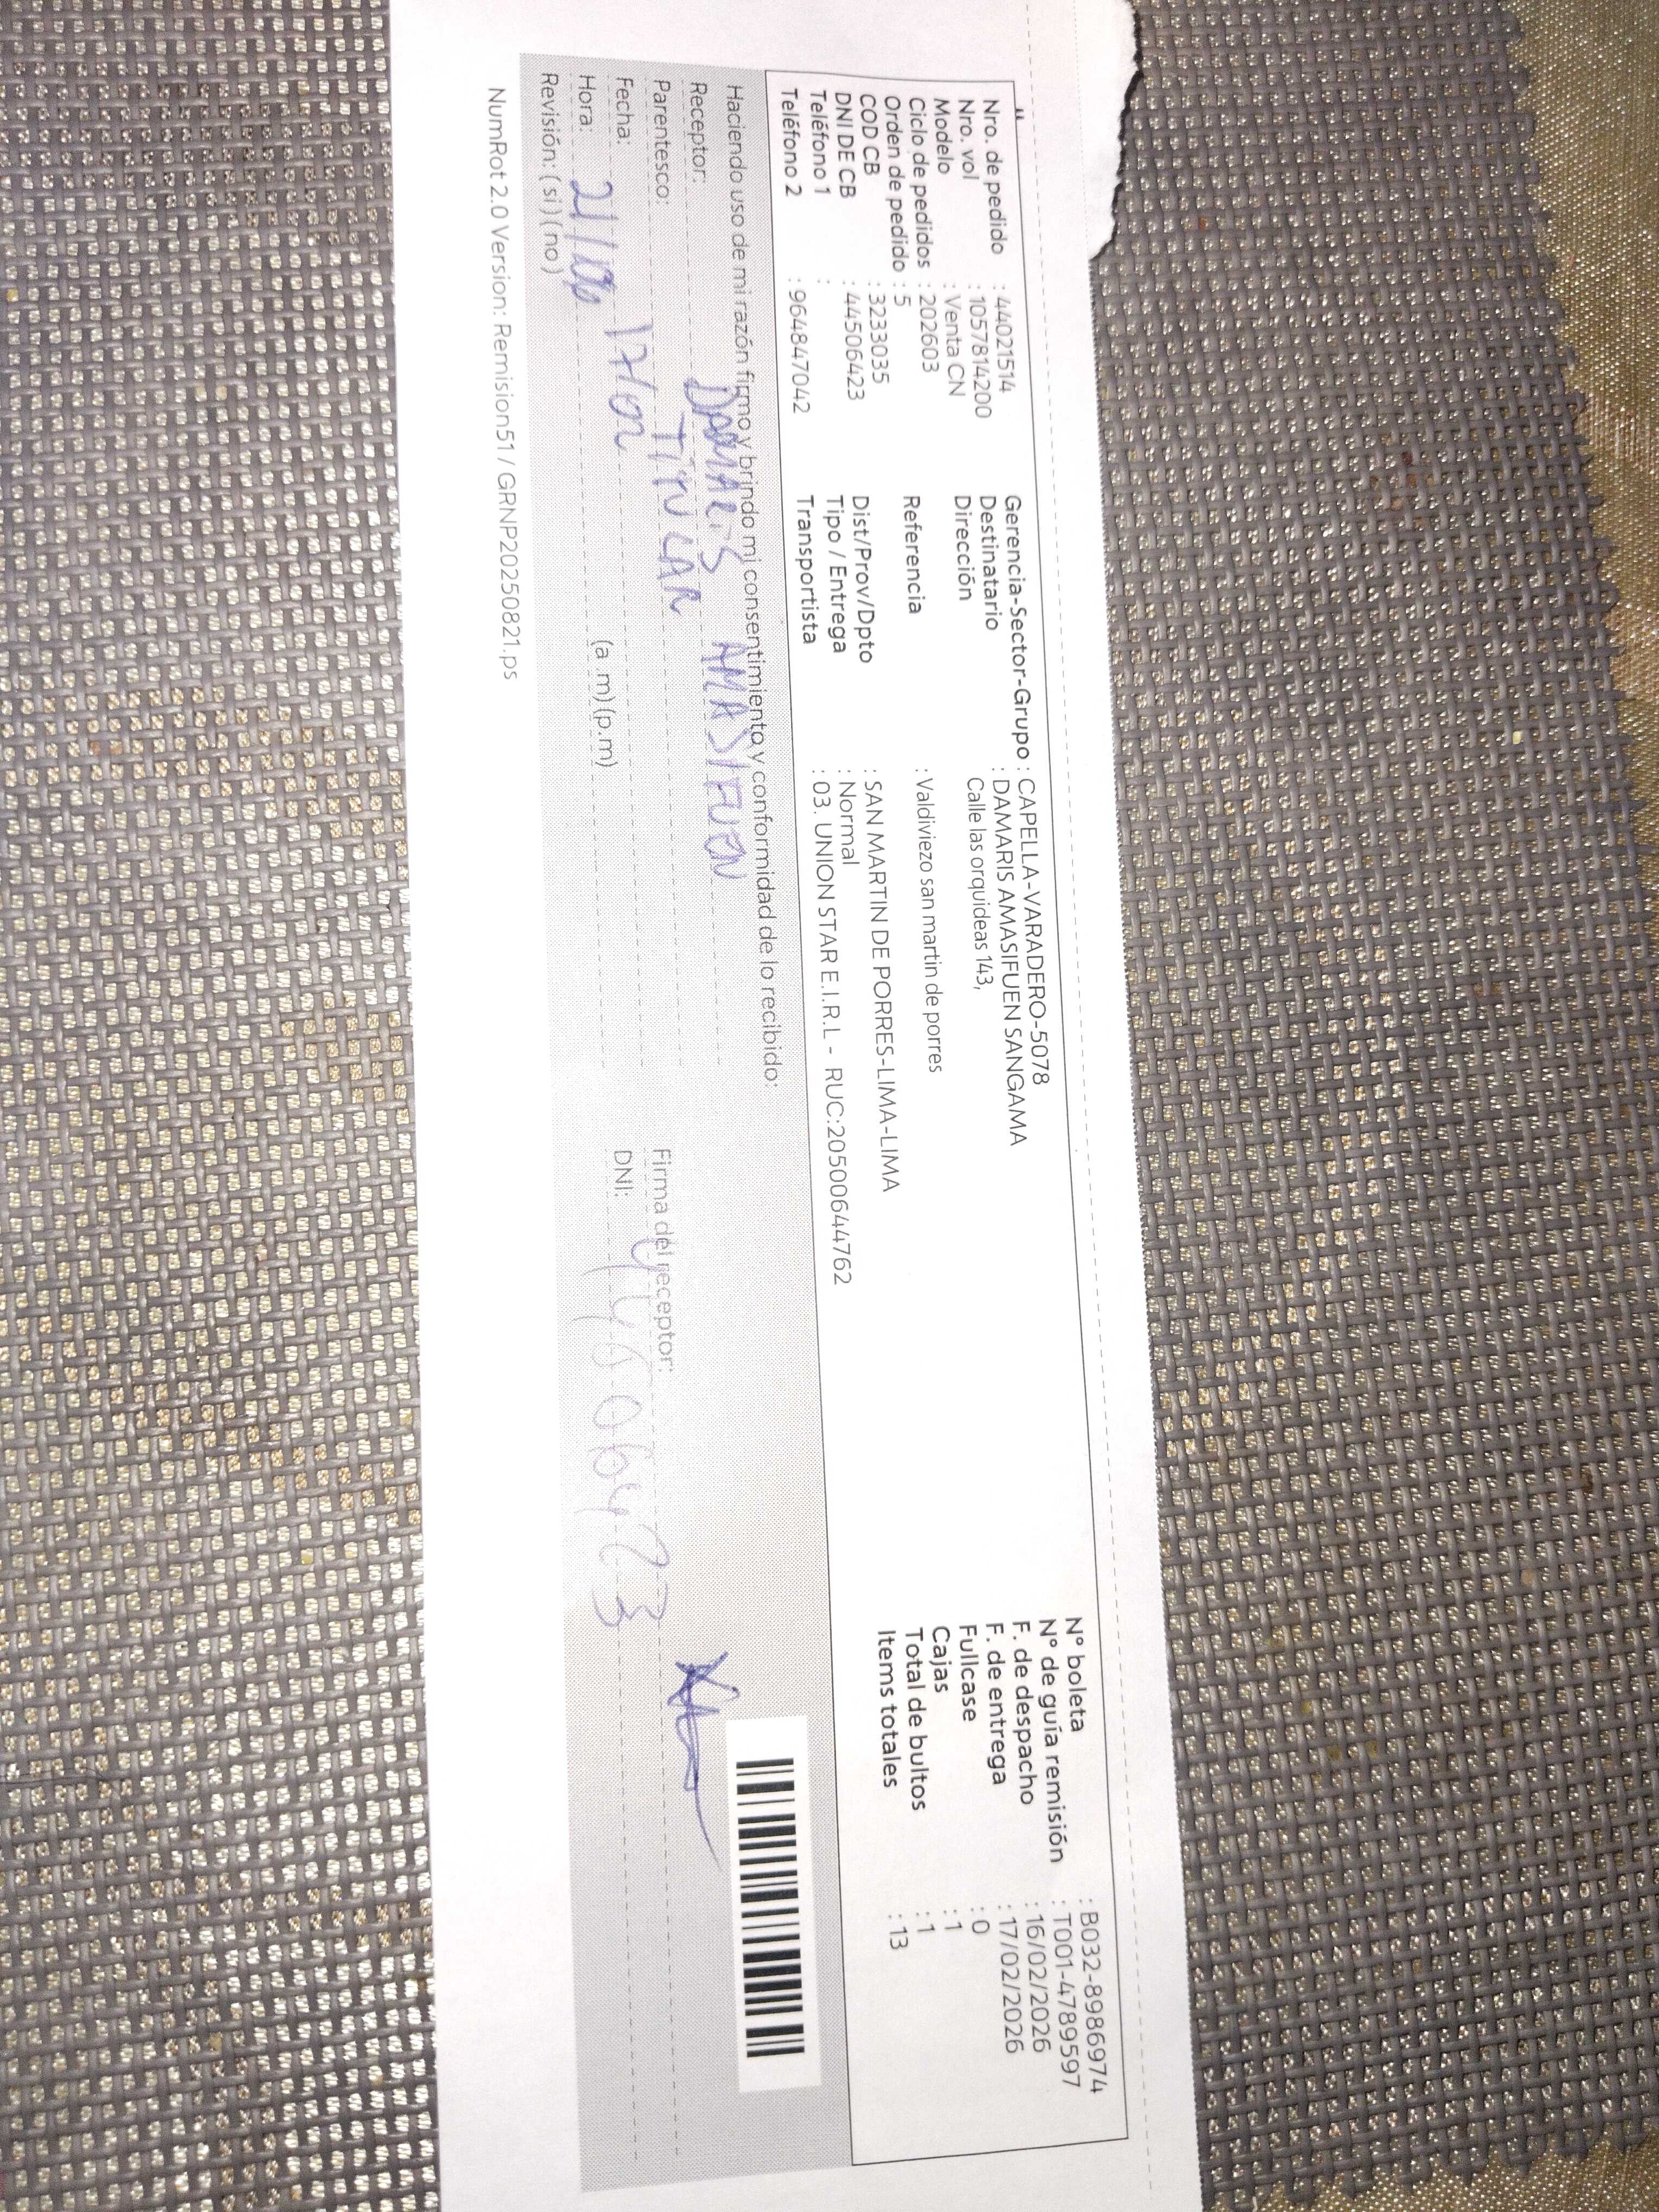 Nro. de pedido : 44021514
Nro. vol : 1057814200
Modelo : Venta CN
Ciclo de pedidos : 202603
Orden de pedido : 5
COD CB : 3233035
DNI DE CB : 44506423
Teléfono 1 :
Teléfono 2 : 964847042
Gerencia-Sector-Grupo : CAPELLA-VARADERO-5078
Destinatario : DAMARIS AMASIFUEN SANGAMA
Dirección Calle las orquideas 143,
Referencia : Valdiviezo san martin de porres
Dist/Prov/Dpto : SAN MARTIN DE PORRES-LIMA-LIMA
Tipo / Entrega : Normal
Transportista : 03. UNION STAR E.I.R.L - RUC:20500644762
N° boleta : B032-8986974
N° de guía remisión : T001-4789597
F. de despacho : 16/02/2026
F. de entrega : 17/02/2026
Fullcase : 0
Cajas : 1
Total de bultos : 1
Items totales : 13
Haciendo uso de mi razón firmo y brindo mi consentimiento y conformidad de lo recibido:
Receptor: DAMARIS AMASIFUEN
Parentesco: TITULAR
Fecha: 17/02
Hora: (a.m) (p.m)
Revisión: ( si ) ( no )
Firma del receptor:
DNI:
NumRot 2.0 Version: Remision51 / GRNP20250821.ps